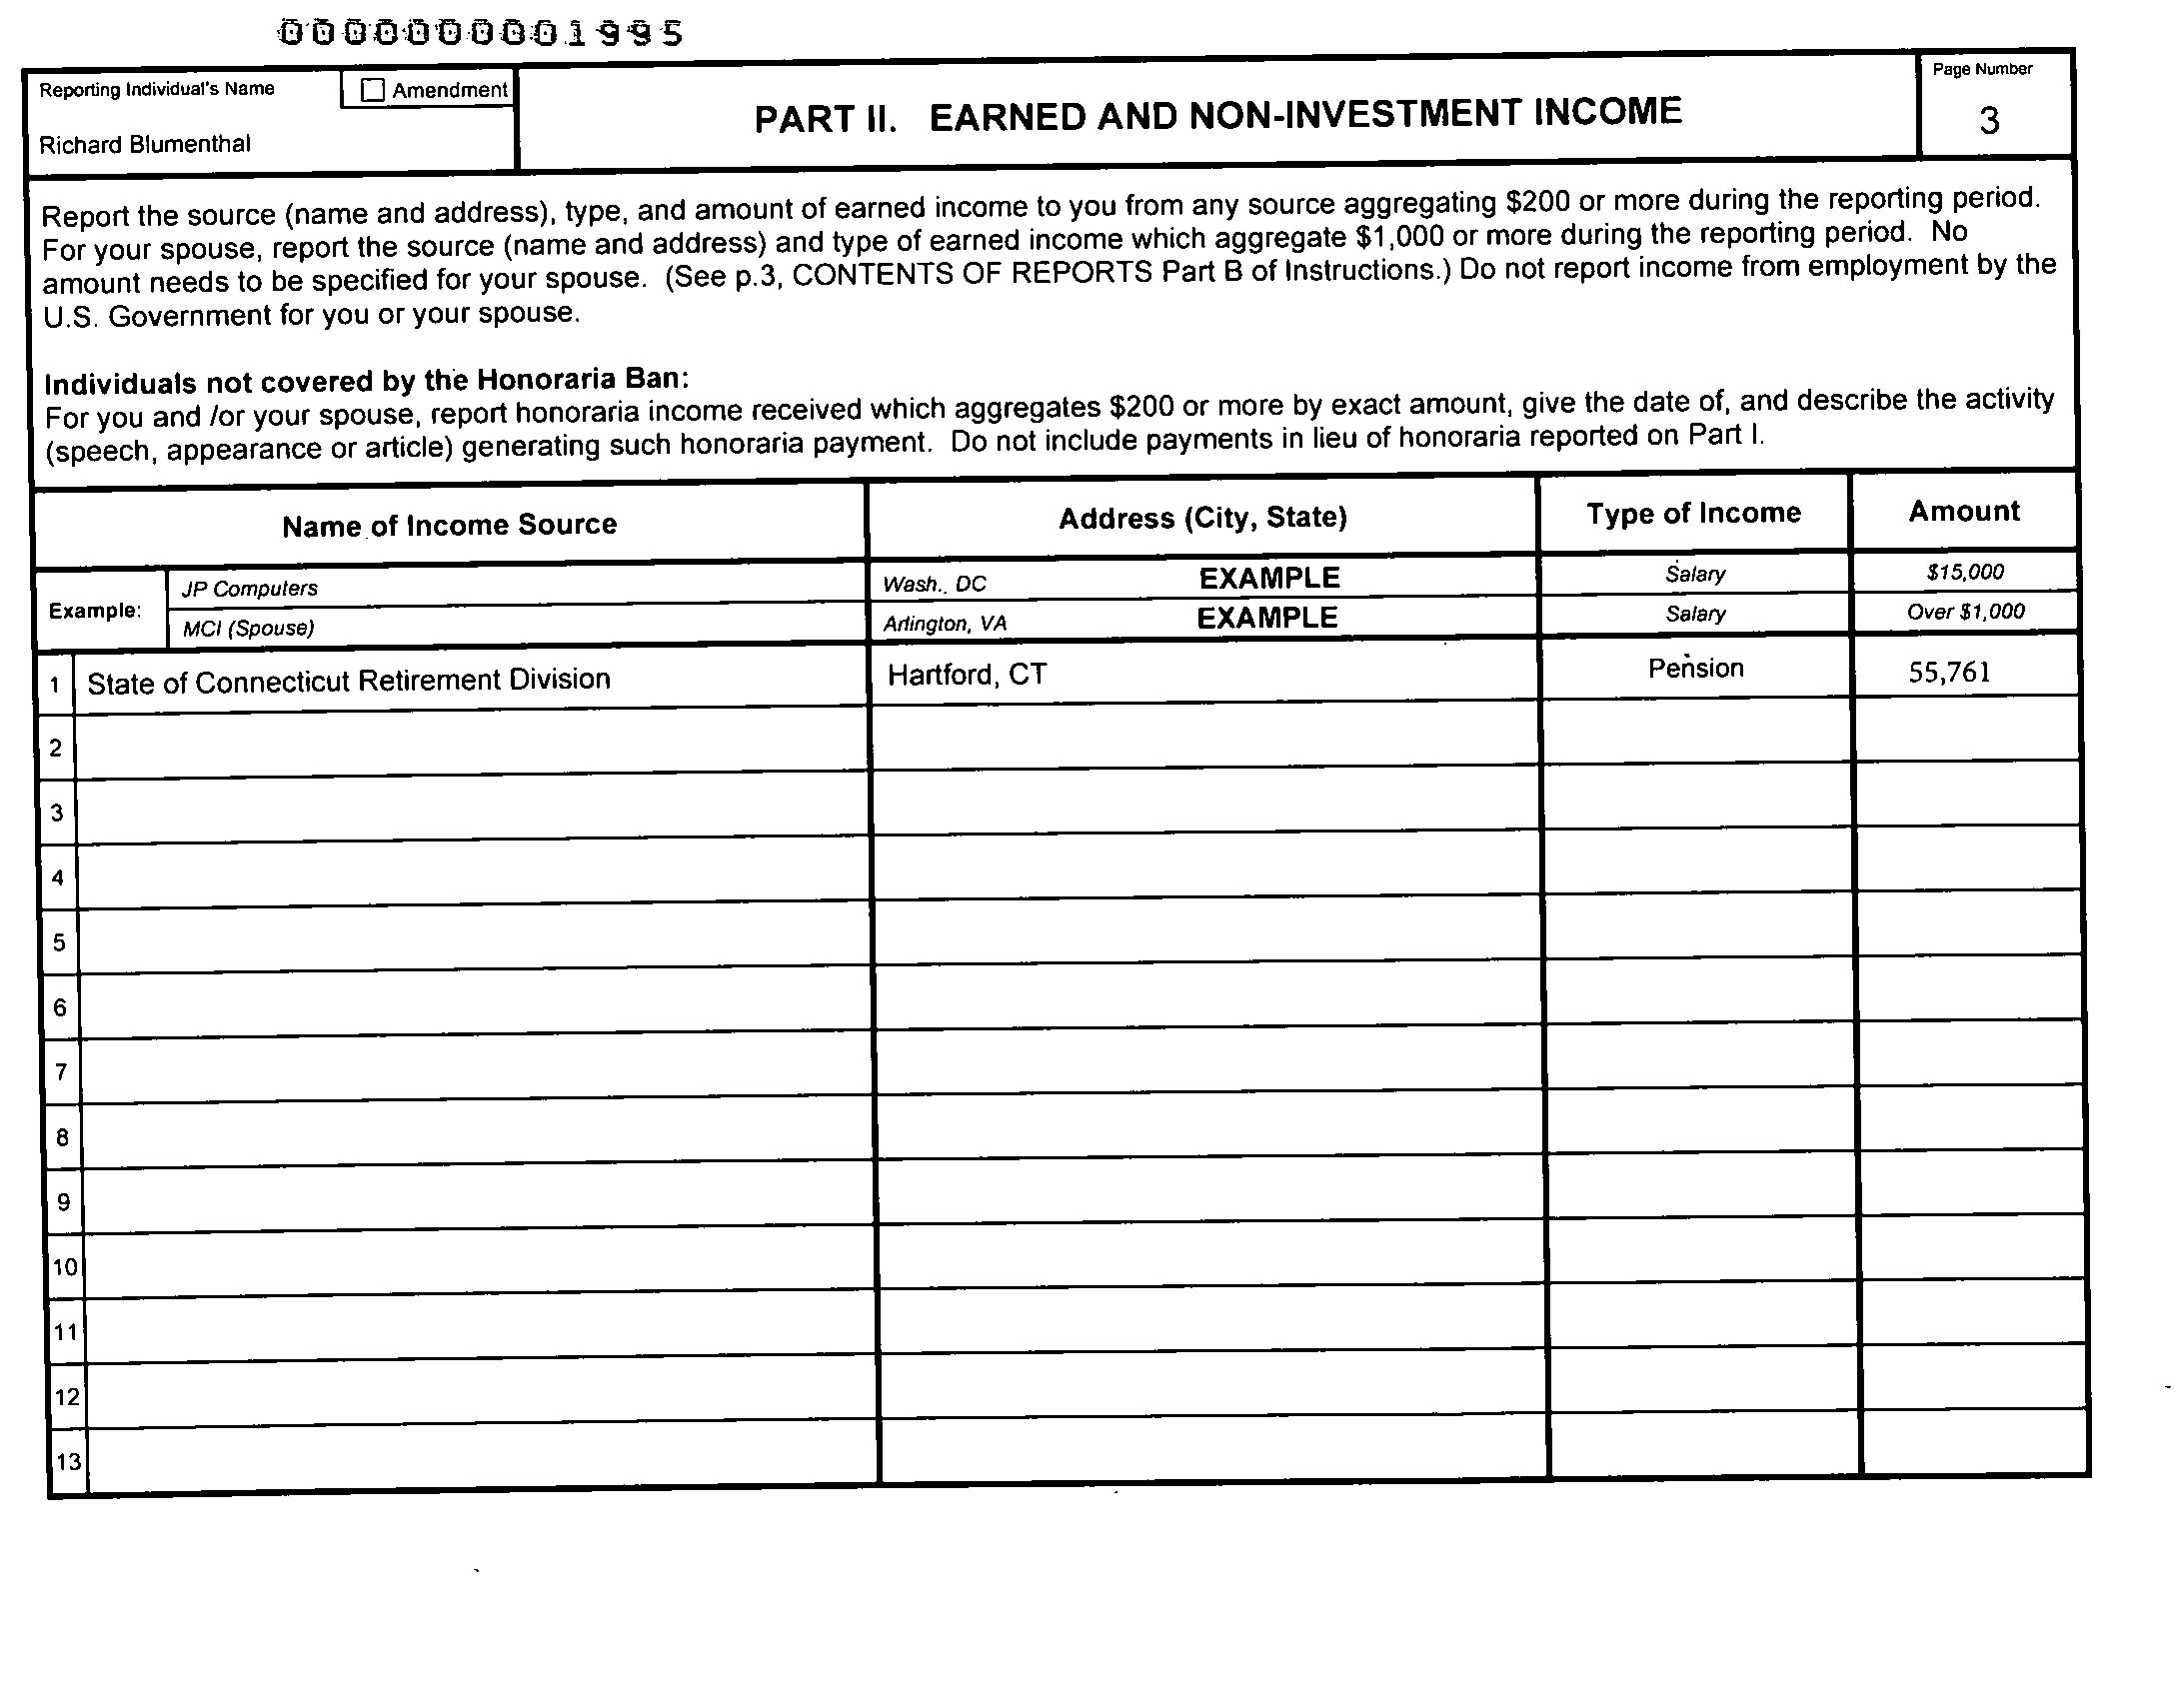 0000000001995
Reporting Individual's Name
Amendment
Richard Blumenthal
PART II. EARNED AND NON-INVESTMENT INCOME
Page Number
3
Report the source (name and address), type, and amount of earned income to you from any source aggregating $200 or more during the reporting period.
For your spouse, report the source (name and address) and type of earned income which aggregate $1,000 or more during the reporting period. No
amount needs to be specified for your spouse. (See p.3, CONTENTS OF REPORTS Part B of Instructions.) Do not report income from employment by the
U.S. Government for you or your spouse.
Individuals not covered by the Honoraria Ban:
For you and /or your spouse, report honoraria income received which aggregates $200 or more by exact amount, give the date of, and describe the activity
(speech, appearance or article) generating such honoraria payment. Do not include payments in lieu of honoraria reported on Part I.
Name of Income Source Address (City, State) Type of Income Amount
Example:
JP Computers Wash., DC EXAMPLE Salary $15,000
MCI (Spouse) Arlington, VA EXAMPLE Salary Over $1,000
1 State of Connecticut Retirement Division Hartford, CT Pension 55,761
2
3
4
5
6
7
8
9
10
11
12
13